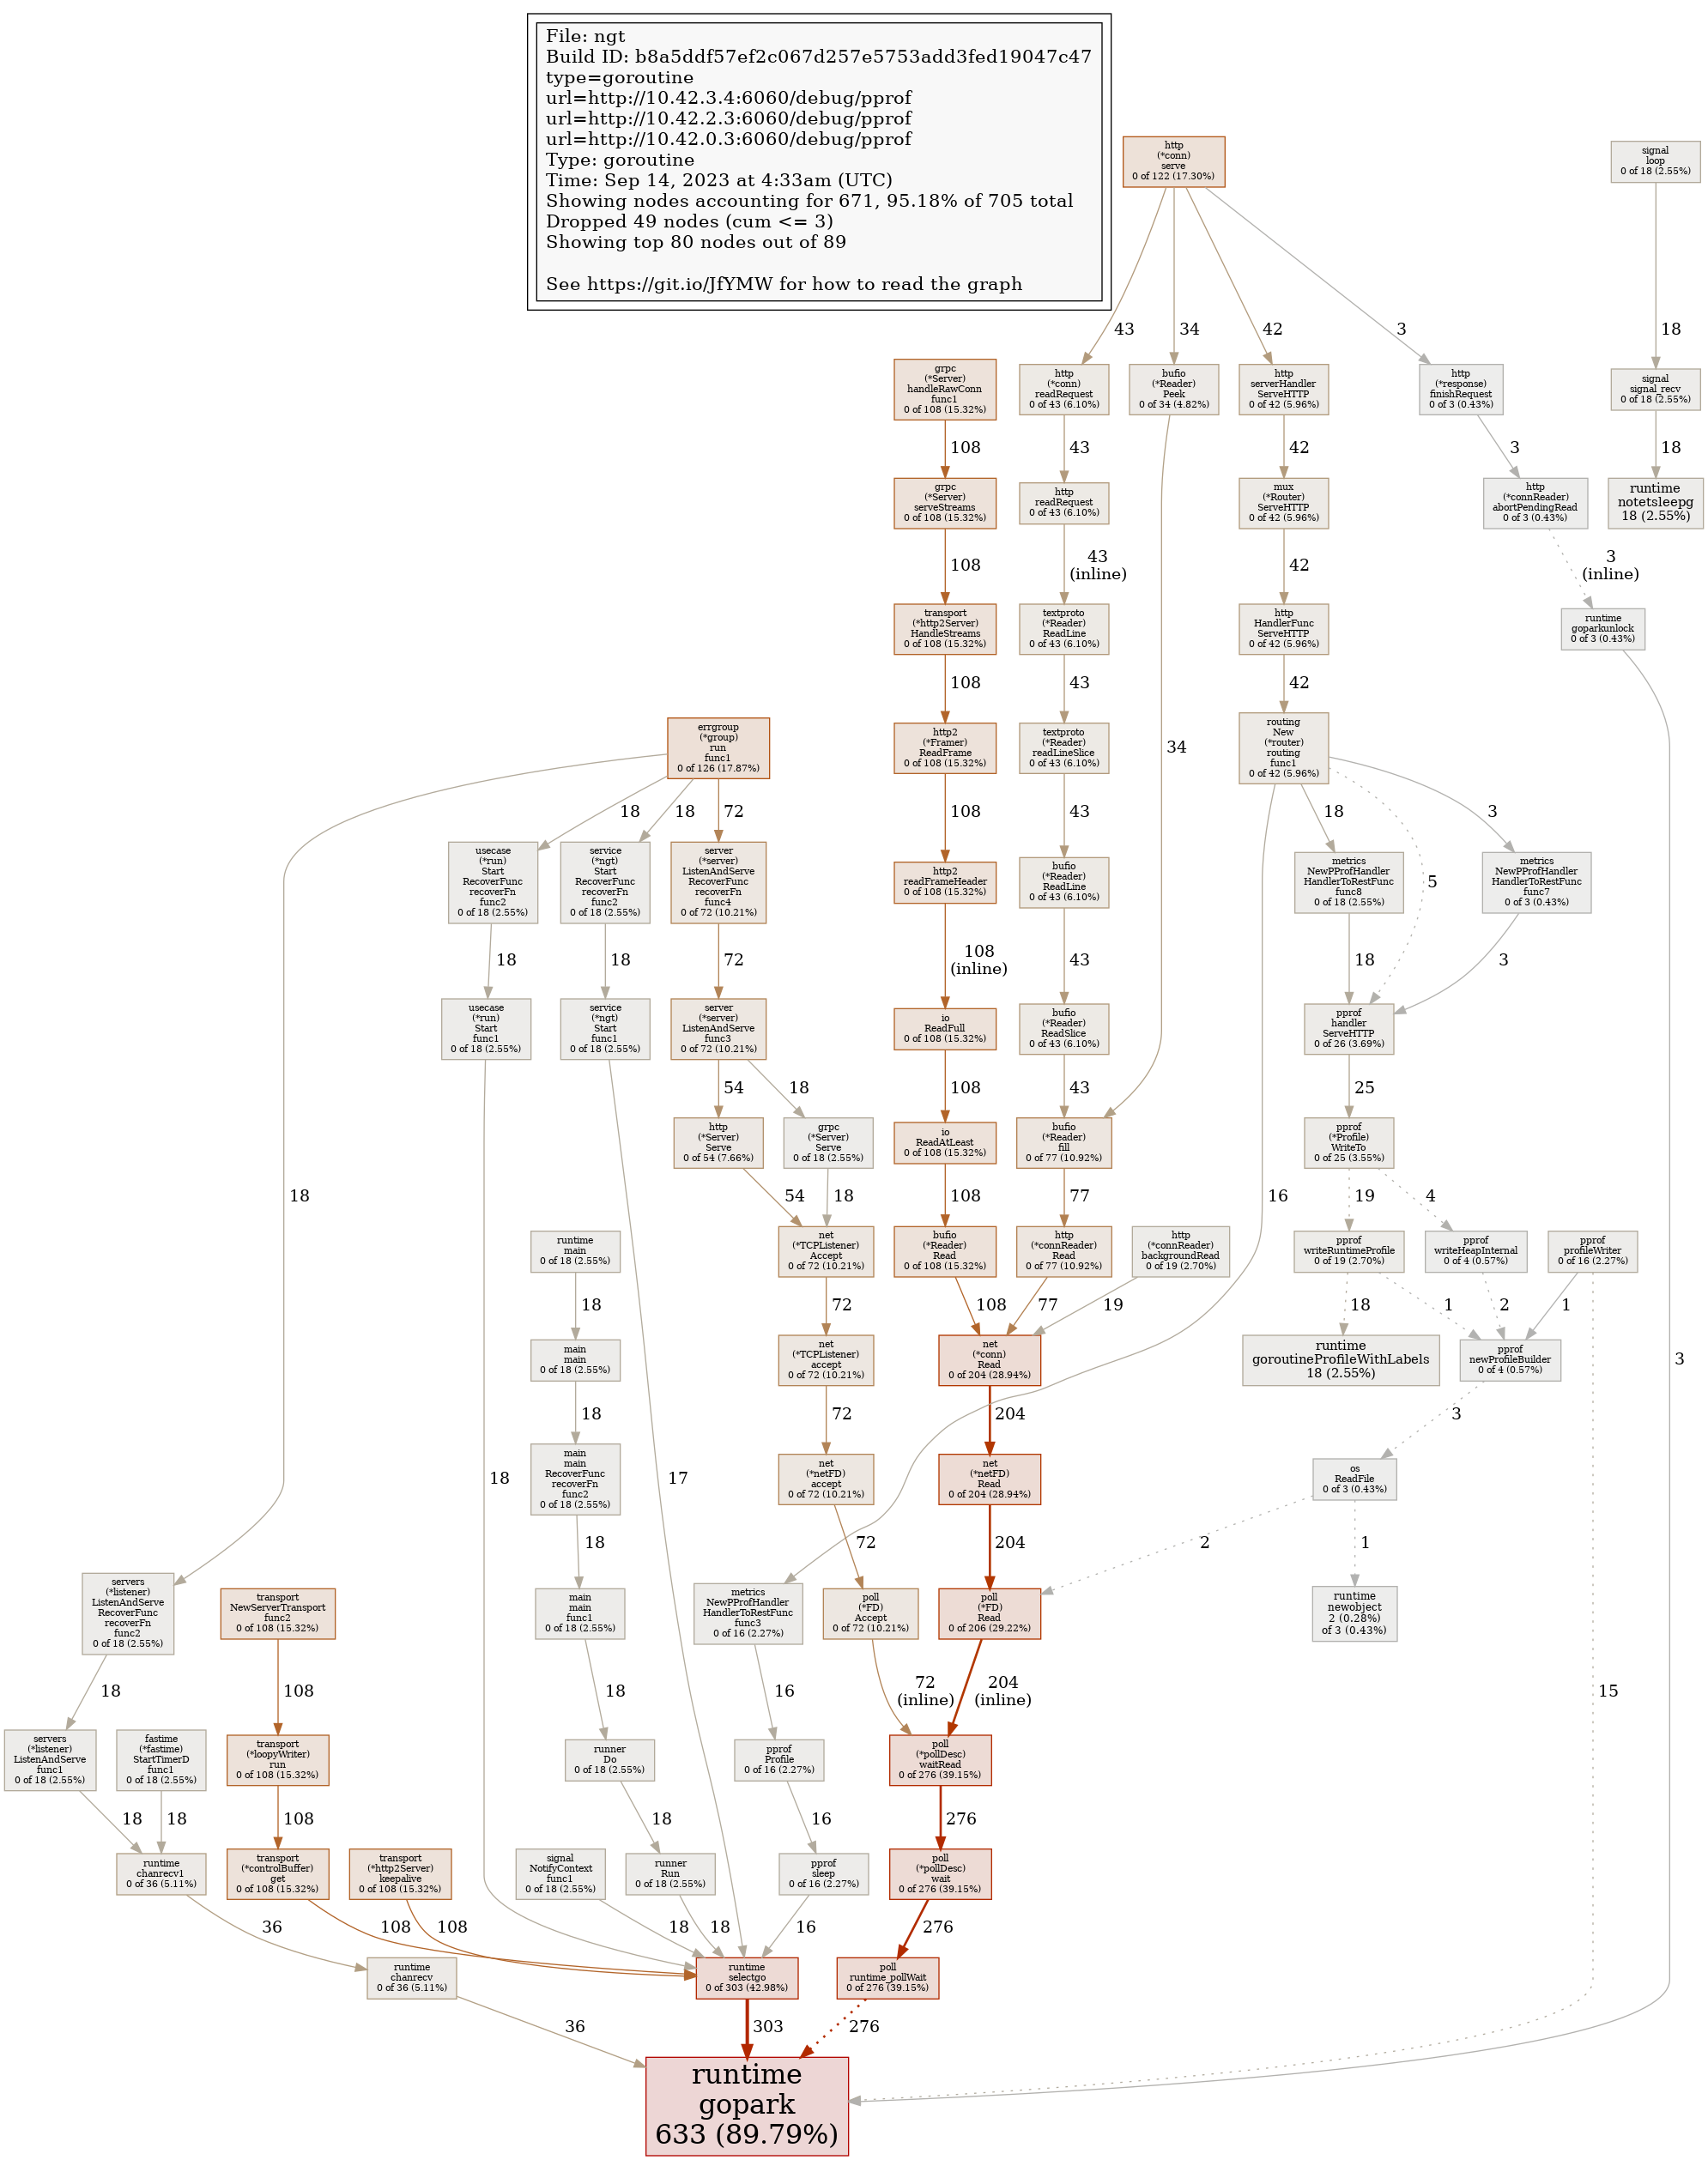 File: ngt
Build ID: b8a5ddf57ef2c067d257e5753add3fed19047c47
type=goroutine
url=http://10.42.3.4:6060/debug/pprof
url=http://10.42.2.3:6060/debug/pprof
url=http://10.42.0.3:6060/debug/pprof
Type: goroutine
Time: Sep 14, 2023 at 4:33am (UTC)
Showing nodes accounting for 671, 95.18% of 705 total
Dropped 49 nodes (cum <= 3)
Showing top 80 nodes out of 89
See https://git.io/JfYMW for how to read the graph
http
(*conn)
serve
0 of 122 (17.30%)
signal
loop
0 of 18 (2.55%)
43
34
42
3
18
grpc
(*Server)
handleRawConn
func1
0 of 108 (15.32%)
http
(*conn)
readRequest
0 of 43 (6.10%)
bufio
(*Reader)
Peek
0 of 34 (4.82%)
http
serverHandler
ServeHTTP
0 of 42 (5.96%)
http
(*response)
finishRequest
0 of 3 (0.43%)
signal
signal_recv
0 of 18 (2.55%)
108
43
42
3
18
grpc
(*Server)
serveStreams
0 of 108 (15.32%)
http
readRequest
0 of 43 (6.10%)
mux
(*Router)
ServeHTTP
0 of 42 (5.96%)
http
(*connReader)
abortPendingRead
0 of 3 (0.43%)
runtime
notetsleepg
18 (2.55%)
108
43
(inline)
42
3
(inline)
transport
(*http2Server)
HandleStreams
0 of 108 (15.32%)
textproto
(*Reader)
ReadLine
0 of 43 (6.10%)
http
HandlerFunc
ServeHTTP
0 of 42 (5.96%)
runtime
goparkunlock
0 of 3 (0.43%)
108
43
42
errgroup
(*group)
run
func1
0 of 126 (17.87%)
http2
(*Framer)
ReadFrame
0 of 108 (15.32%)
textproto
(*Reader)
readLineSlice
0 of 43 (6.10%)
34
routing
New
(*router)
routing
func1
0 of 42 (5.96%)
18
18
72
108
43
18
3
usecase
(*run)
Start
RecoverFunc
recoverFn
func2
0 of 18 (2.55%)
service
(*ngt)
Start
RecoverFunc
recoverFn
func2
0 of 18 (2.55%)
server
(*server)
ListenAndServe
RecoverFunc
recoverFn
func4
0 of 72 (10.21%)
http2
readFrameHeader
0 of 108 (15.32%)
bufio
(*Reader)
ReadLine
0 of 43 (6.10%)
metrics
NewPProfHandler
HandlerToRestFunc
func8
0 of 18 (2.55%)
5
metrics
NewPProfHandler
HandlerToRestFunc
func7
0 of 3 (0.43%)
18
18
72
108
(inline)
43
18
3
usecase
(*run)
Start
func1
0 of 18 (2.55%)
service
(*ngt)
Start
func1
0 of 18 (2.55%)
server
(*server)
ListenAndServe
func3
0 of 72 (10.21%)
io
ReadFull
0 of 108 (15.32%)
bufio
(*Reader)
ReadSlice
0 of 43 (6.10%)
pprof
handler
ServeHTTP
0 of 26 (3.69%)
54
18
108
43
25
http
(*Server)
Serve
0 of 54 (7.66%)
grpc
(*Server)
Serve
0 of 18 (2.55%)
io
ReadAtLeast
0 of 108 (15.32%)
bufio
(*Reader)
fill
0 of 77 (10.92%)
pprof
(*Profile)
WriteTo
0 of 25 (3.55%)
18
54
18
108
77
16
19
4
runtime
main
0 of 18 (2.55%)
net
(*TCPListener)
Accept
0 of 72 (10.21%)
bufio
(*Reader)
Read
0 of 108 (15.32%)
http
(*connReader)
Read
0 of 77 (10.92%)
http
(*connReader)
backgroundRead
0 of 19 (2.70%)
pprof
writeRuntimeProfile
0 of 19 (2.70%)
pprof
writeHeapInternal
0 of 4 (0.57%)
pprof
profileWriter
0 of 16 (2.27%)
18
72
108
77
19
18
1
2
1
main
main
0 of 18 (2.55%)
net
(*TCPListener)
accept
0 of 72 (10.21%)
net
(*conn)
Read
0 of 204 (28.94%)
runtime
goroutineProfileWithLabels
18 (2.55%)
pprof
newProfileBuilder
0 of 4 (0.57%)
3
18
72
204
3
main
main
RecoverFunc
recoverFn
func2
0 of 18 (2.55%)
18
17
net
(*netFD)
accept
0 of 72 (10.21%)
net
(*netFD)
Read
0 of 204 (28.94%)
os
ReadFile
0 of 3 (0.43%)
18
72
204
2
1
servers
(*listener)
ListenAndServe
RecoverFunc
recoverFn
func2
0 of 18 (2.55%)
transport
NewServerTransport
func2
0 of 108 (15.32%)
main
main
func1
0 of 18 (2.55%)
metrics
NewPProfHandler
HandlerToRestFunc
func3
0 of 16 (2.27%)
poll
(*FD)
Accept
0 of 72 (10.21%)
poll
(*FD)
Read
0 of 206 (29.22%)
runtime
newobject
2 (0.28%)
of 3 (0.43%)
18
108
18
16
72
(inline)
204
(inline)
15
servers
(*listener)
ListenAndServe
func1
0 of 18 (2.55%)
fastime
(*fastime)
StartTimerD
func1
0 of 18 (2.55%)
transport
(*loopyWriter)
run
0 of 108 (15.32%)
runner
Do
0 of 18 (2.55%)
pprof
Profile
0 of 16 (2.27%)
poll
(*pollDesc)
waitRead
0 of 276 (39.15%)
18
18
108
18
16
276
runtime
chanrecv1
0 of 36 (5.11%)
transport
(*controlBuffer)
get
0 of 108 (15.32%)
transport
(*http2Server)
keepalive
0 of 108 (15.32%)
signal
NotifyContext
func1
0 of 18 (2.55%)
runner
Run
0 of 18 (2.55%)
pprof
sleep
0 of 16 (2.27%)
poll
(*pollDesc)
wait
0 of 276 (39.15%)
36
108
108
18
18
16
276
runtime
chanrecv
0 of 36 (5.11%)
runtime
selectgo
0 of 303 (42.98%)
poll
runtime_pollWait
0 of 276 (39.15%)
36
303
276
runtime
gopark
633 (89.79%)